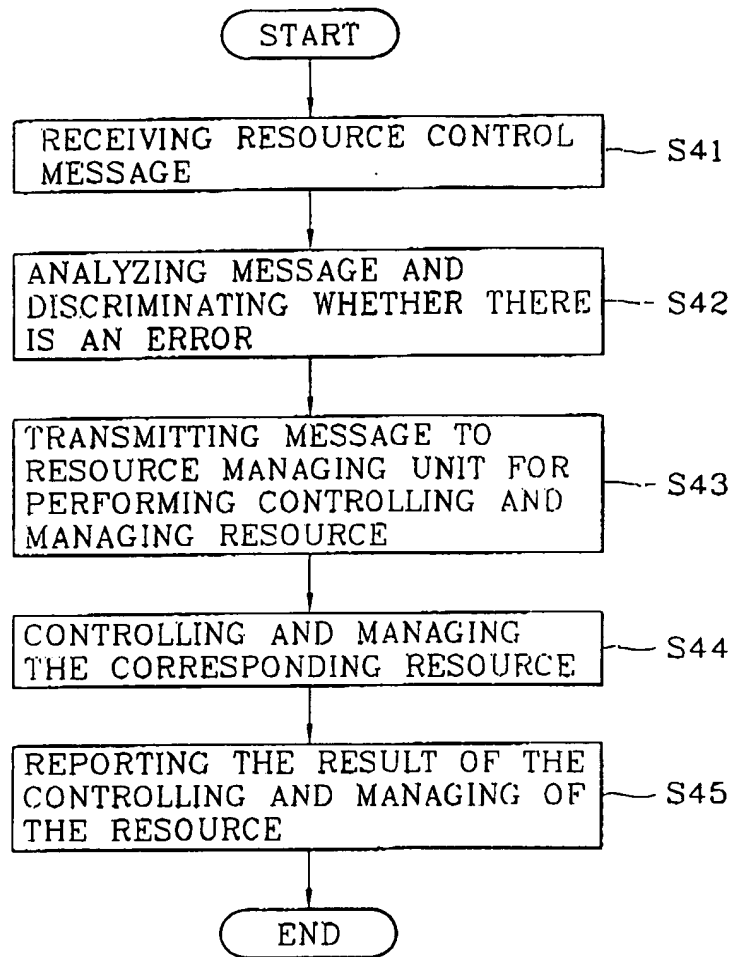 START
RECEIVING RESOURCE CONTROL
MESSAGE
S41
ANALYZING MESSAGE AND
DISCRIMINATING WHETHER THERE
IS AN ERROR
S42
TRANSMITTING MESSAGE TO
RESOURCE MANAGING UNIT FOR
PERFORMING CONTROLLING AND
MANAGING RESOURCE
S43
CONTROLLING AND MANAGING
THE CORRESPONDING RESOURCE
S44
REPORTING THE RESULT OF THE
CONTROLLING AND MANAGING OF
THE RESOURCE
S45
END